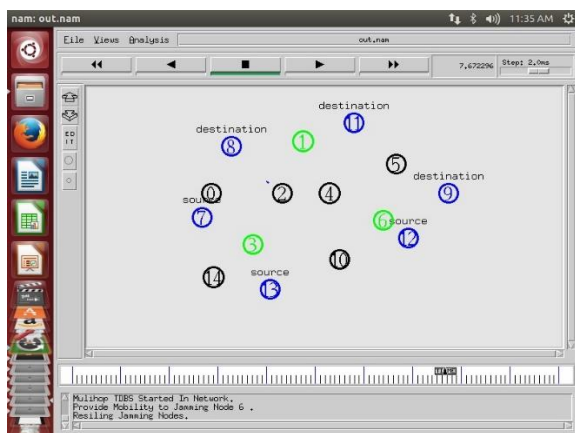 nam: out.nam
11:35 AM
File Views Analysis out.nam
7.672296 Step: 2.0ms
ED
IT
destination
11
destination
1
8
5
destination
0
2
4
9
source
7
6
source
12
3
10
source
14
13
Mulihop TDBS Started In Network.
Provide Mobility to Jamming Node 6 .
Resiling Jamming Nodes.